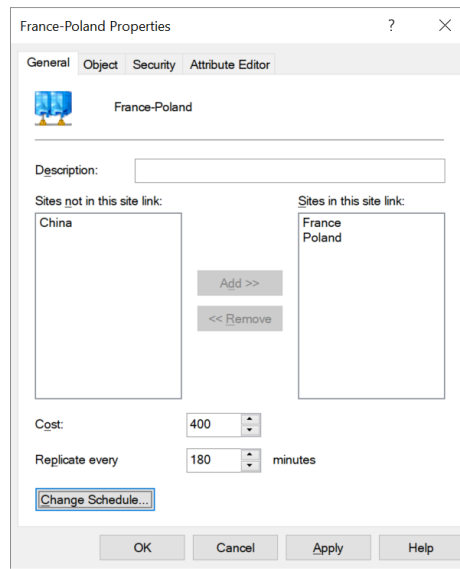 France-Poland Properties ? ×
General Object Security Attribute Editor
France-Poland
Description:
Sites not in this site link:
Sites in this site link:
China
France
Poland
Add >>
<< Remove
Cost: 400
Replicate every 180 minutes
Change Schedule...
OK Cancel Apply Help